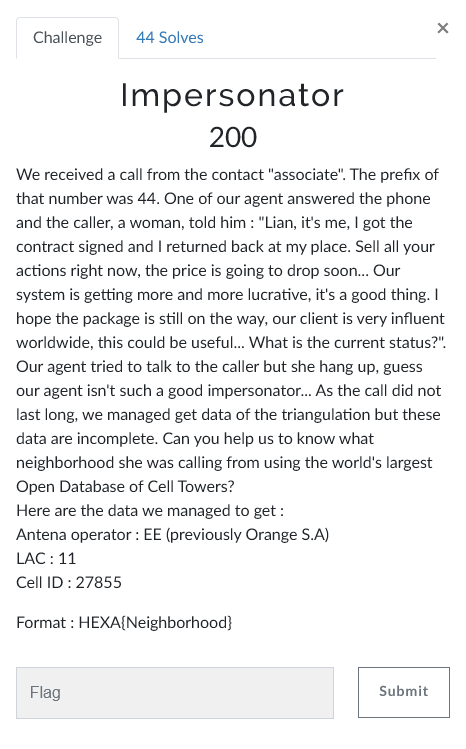 Challenge
44 Solves
×
Impersonator
200
We received a call from the contact "associate". The prefix of
that number was 44. One of our agent answered the phone
and the caller, a woman, told him : "Lian, it's me, I got the
contract signed and I returned back at my place. Sell all your
actions right now, the price is going to drop soon... Our
system is getting more and more lucrative, it's a good thing. I
hope the package is still on the way, our client is very influent
worldwide, this could be useful... What is the current status?".
Our agent tried to talk to the caller but she hang up, guess
our agent isn't such a good impersonator... As the call did not
last long, we managed get data of the triangulation but these
data are incomplete. Can you help us to know what
neighborhood she was calling from using the world's largest
Open Database of Cell Towers?
Here are the data we managed to get :
Antena operator : EE (previously Orange S.A)
LAC : 11
Cell ID : 27855
Format : HEXA{Neighborhood}
Flag
Submit